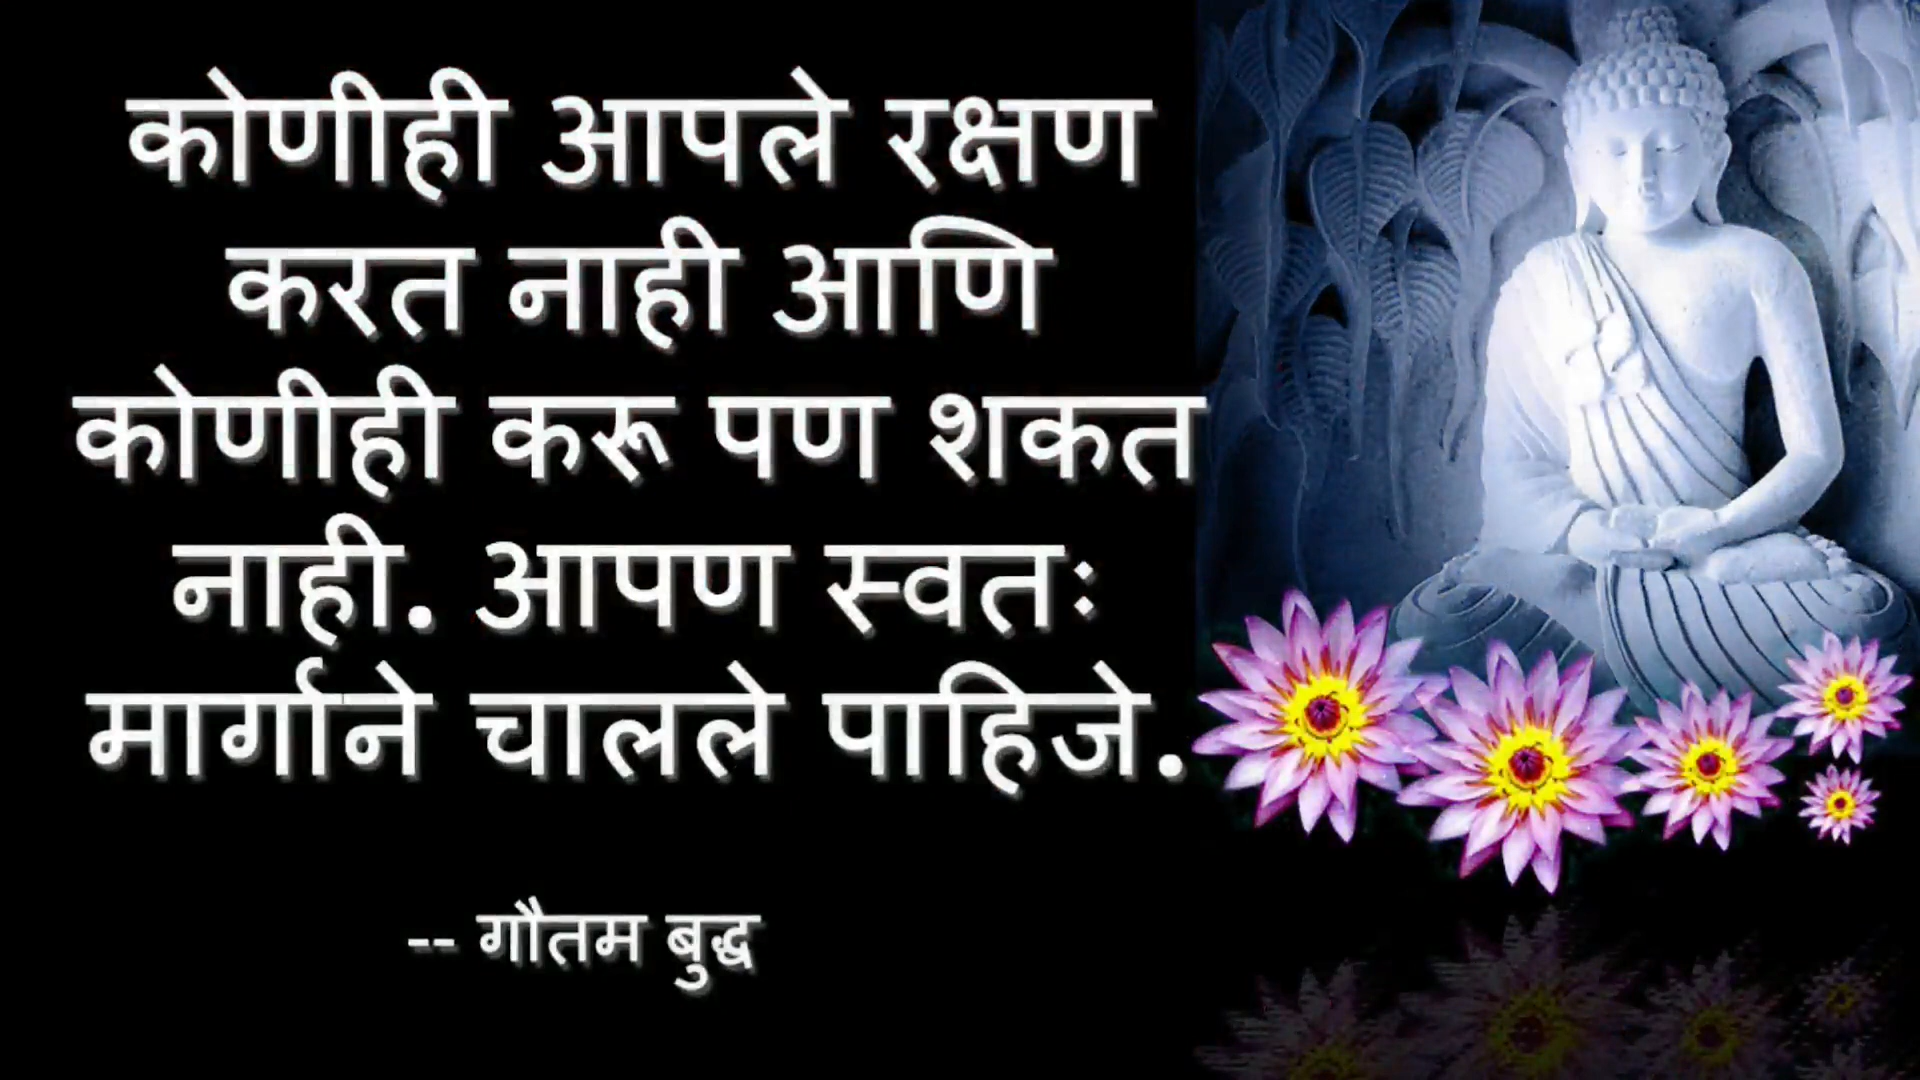 कोणीही आपले रक्षण
करत नाही आणि
कोणीही करू पण शकत
नाही. आपण स्वतः
मार्गाने चालले पाहिजे.
-- गौतम बुद्ध